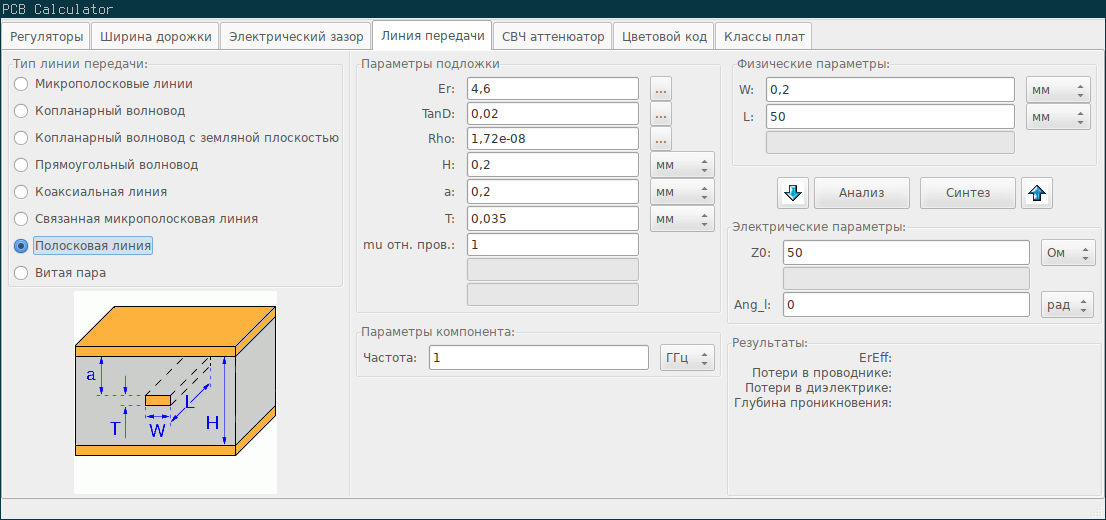 PCB Calculator
Регуляторы Ширина дорожки Электрический зазор Линия передачи СВЧ аттенюатор Цветовой код Классы плат
Тип линии передачи:
Микрополосковые линии
Копланарный волновод
Копланарный волновод с земляной плоскостью
Прямоугольный волновод
Коаксиальная линия
Связанная микрополосковая линия
Полосковая линия
Витая пара
a
T
W
L
H
Параметры подложки
Er: 4,6 ...
TanD: 0,02 ...
Rho: 1,72e-08 ...
H: 0,2 мм
a: 0,2 мм
T: 0,035 мм
mu отн. пров.: 1
Параметры компонента:
Частота: 1 ГГц
Физические параметры:
W: 0,2 мм
L: 50 мм
Анализ Синтез
Электрические параметры:
Z0: 50 Ом
Ang_l: 0 рад
Результаты:
ErEff:
Потери в проводнике:
Потери в диэлектрике:
Глубина проникновения: